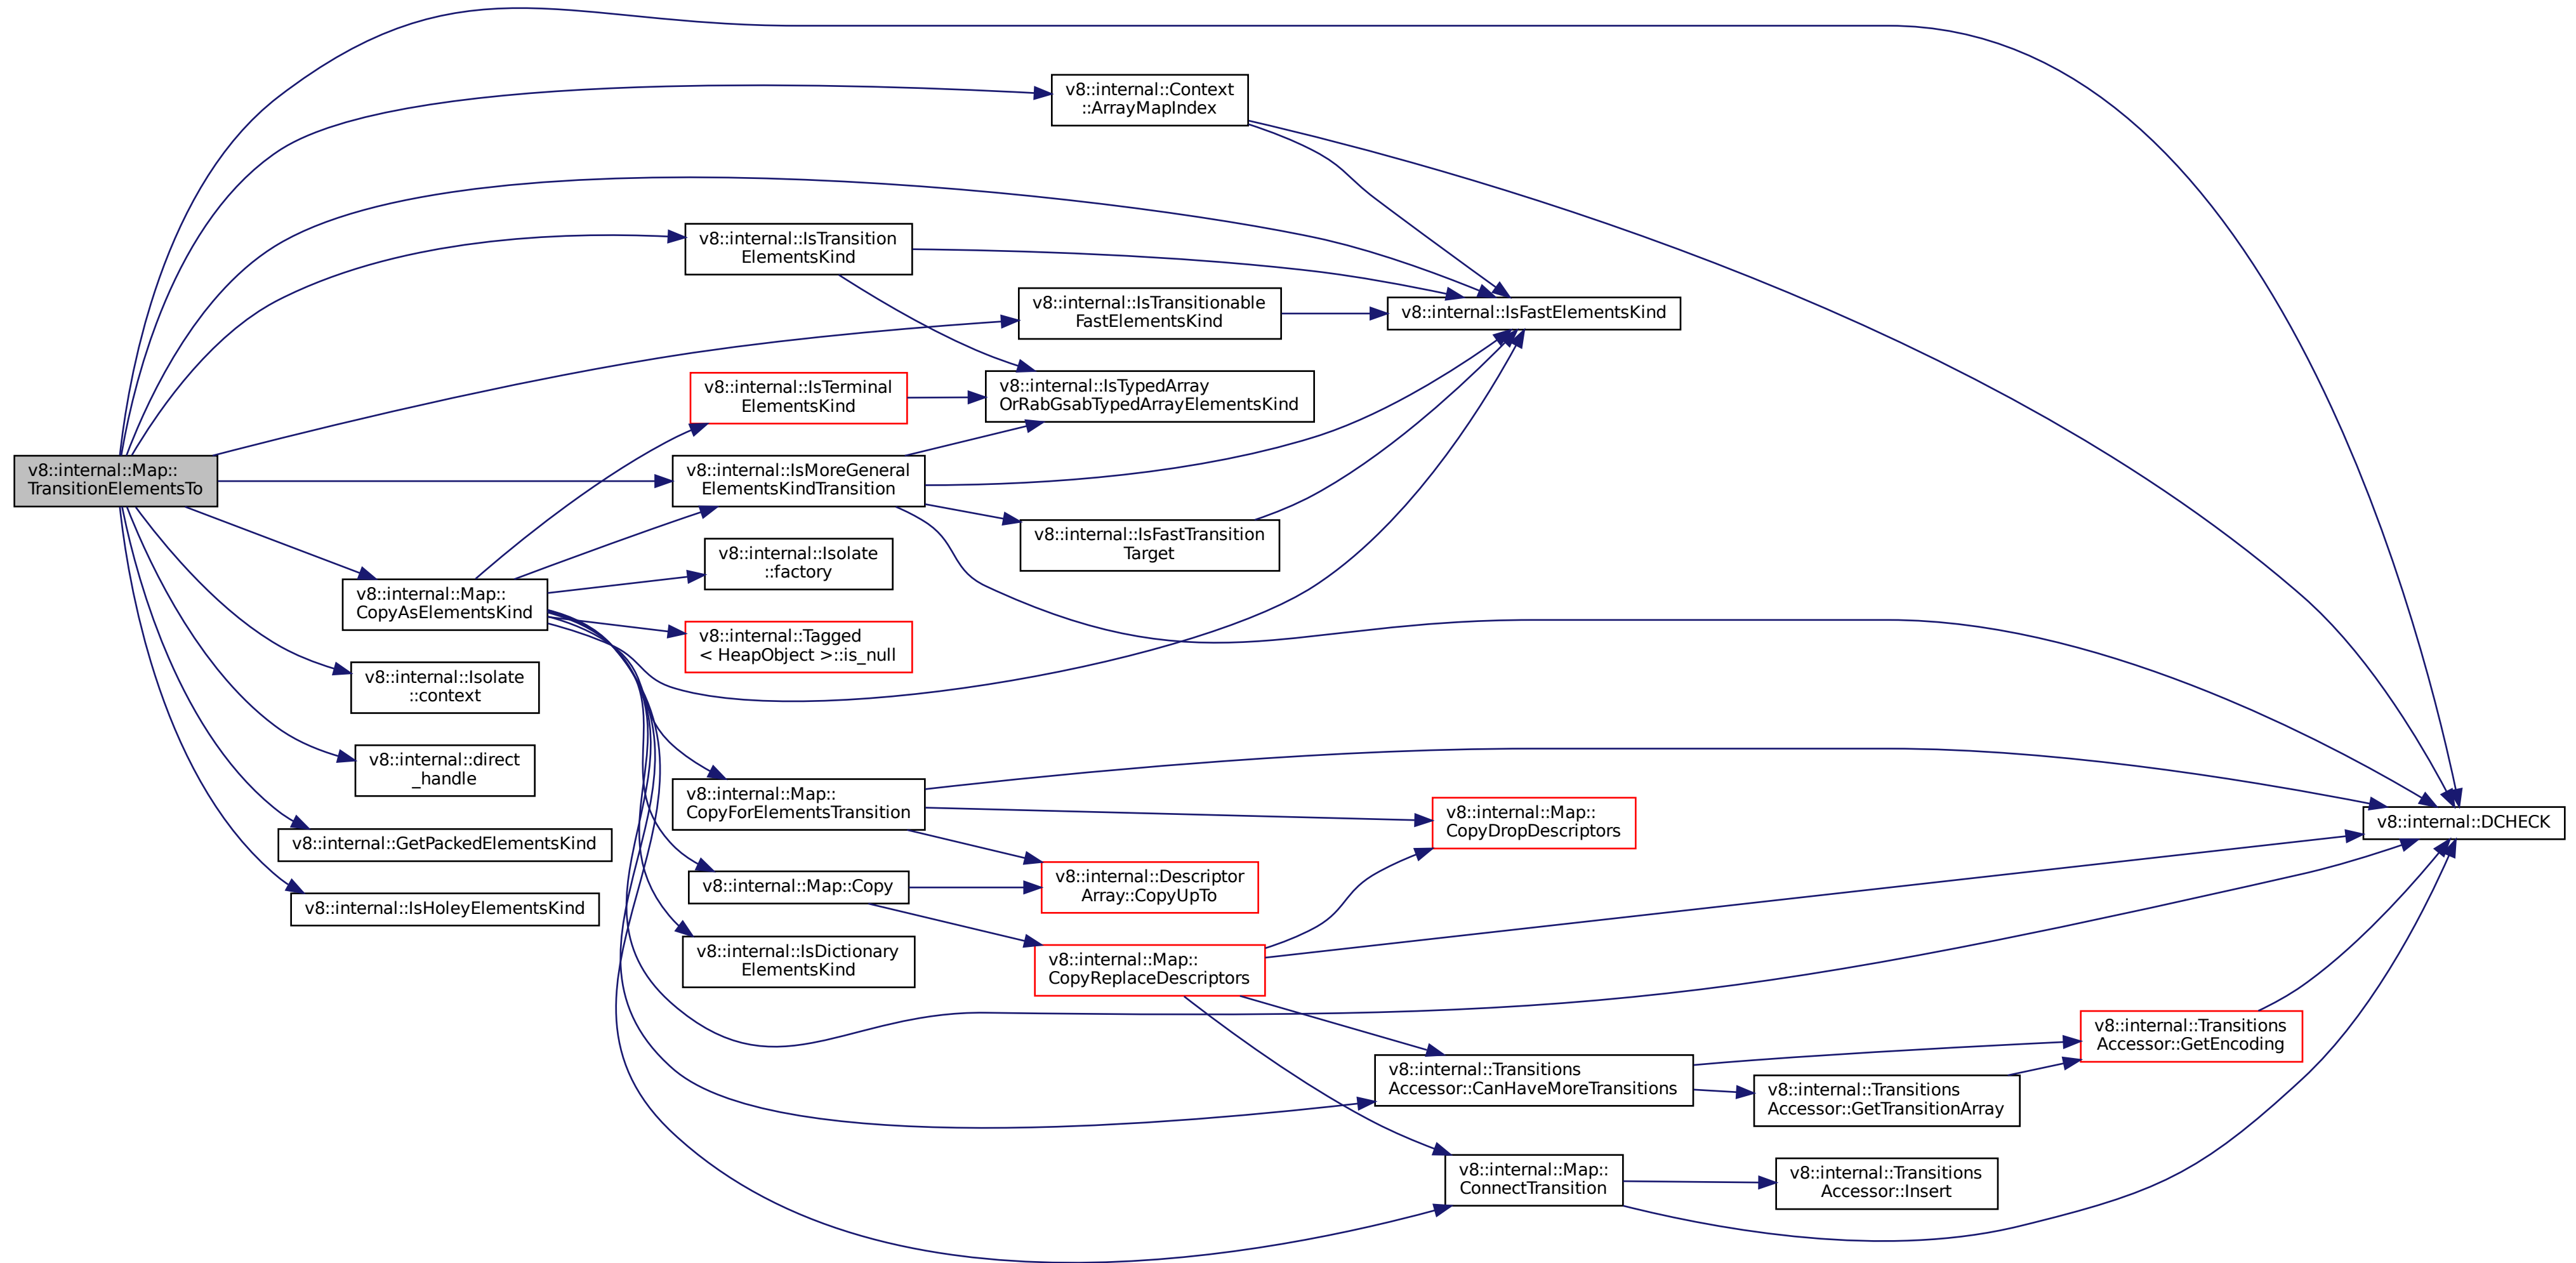 v8::internal::Map::
TransitionElementsTo
v8::internal::Context
::ArrayMapIndex
v8::internal::IsTransition
ElementsKind
v8::internal::IsTransitionable
FastElementsKind
v8::internal::IsFastElementsKind
v8::internal::IsTerminal
ElementsKind
v8::internal::IsTypedArray
OrRabGsabTypedArrayElementsKind
v8::internal::IsMoreGeneral
ElementsKindTransition
v8::internal::IsFastTransition
Target
v8::internal::Isolate
::factory
v8::internal::Map::
CopyAsElementsKind
v8::internal::Tagged
< HeapObject >::is_null
v8::internal::Isolate
::context
v8::internal::direct
_handle
v8::internal::GetPackedElementsKind
v8::internal::IsHoleyElementsKind
v8::internal::Map::
CopyForElementsTransition
v8::internal::Map::
CopyDropDescriptors
v8::internal::DCHECK
v8::internal::Map::Copy
v8::internal::Descriptor
Array::CopyUpTo
v8::internal::IsDictionary
ElementsKind
v8::internal::Map::
CopyReplaceDescriptors
v8::internal::Transitions
Accessor::GetEncoding
v8::internal::Transitions
Accessor::CanHaveMoreTransitions
v8::internal::Transitions
Accessor::GetTransitionArray
v8::internal::Map::
ConnectTransition
v8::internal::Transitions
Accessor::Insert